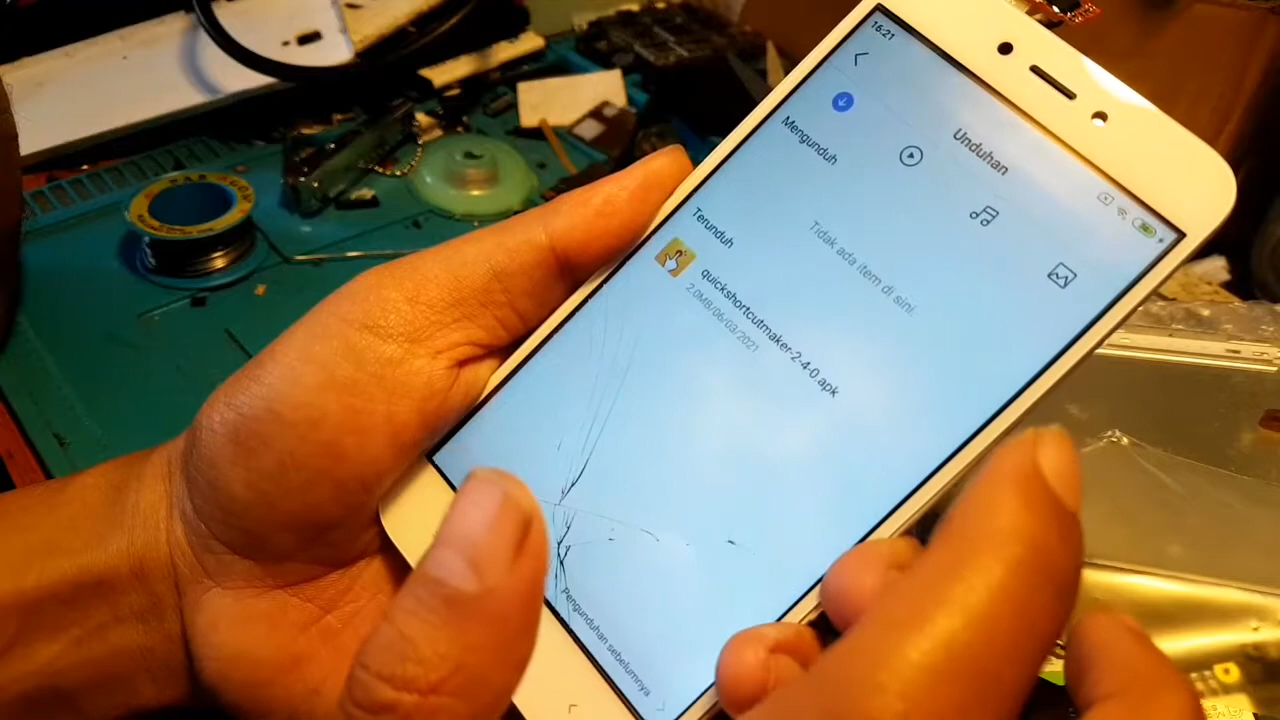 16:21
Unduhan
Mengunduh
Tidak ada item di sini.
Terunduh
quickshortcutmaker-2-4-0.apk
2.0MB/06/03/2021
Pengunduhan sebelumnya